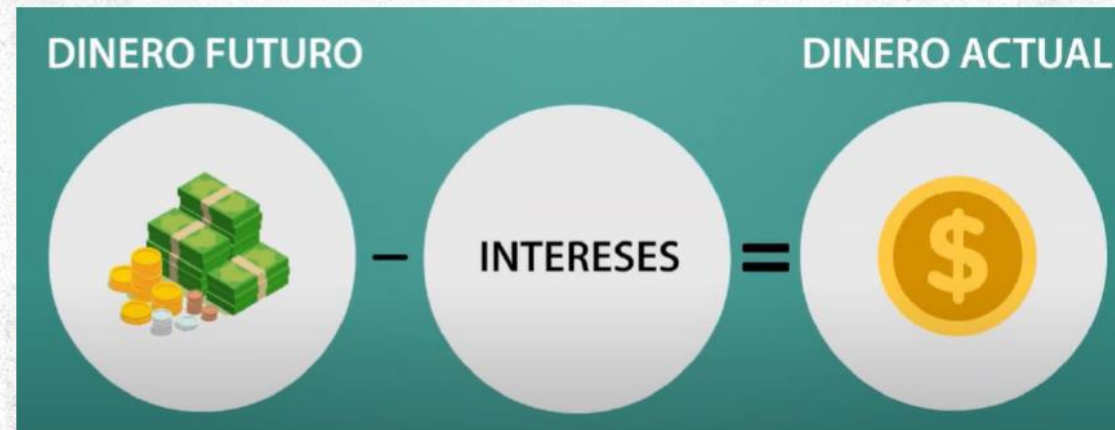 DINERO FUTURO
DINERO ACTUAL
– INTERESES = $